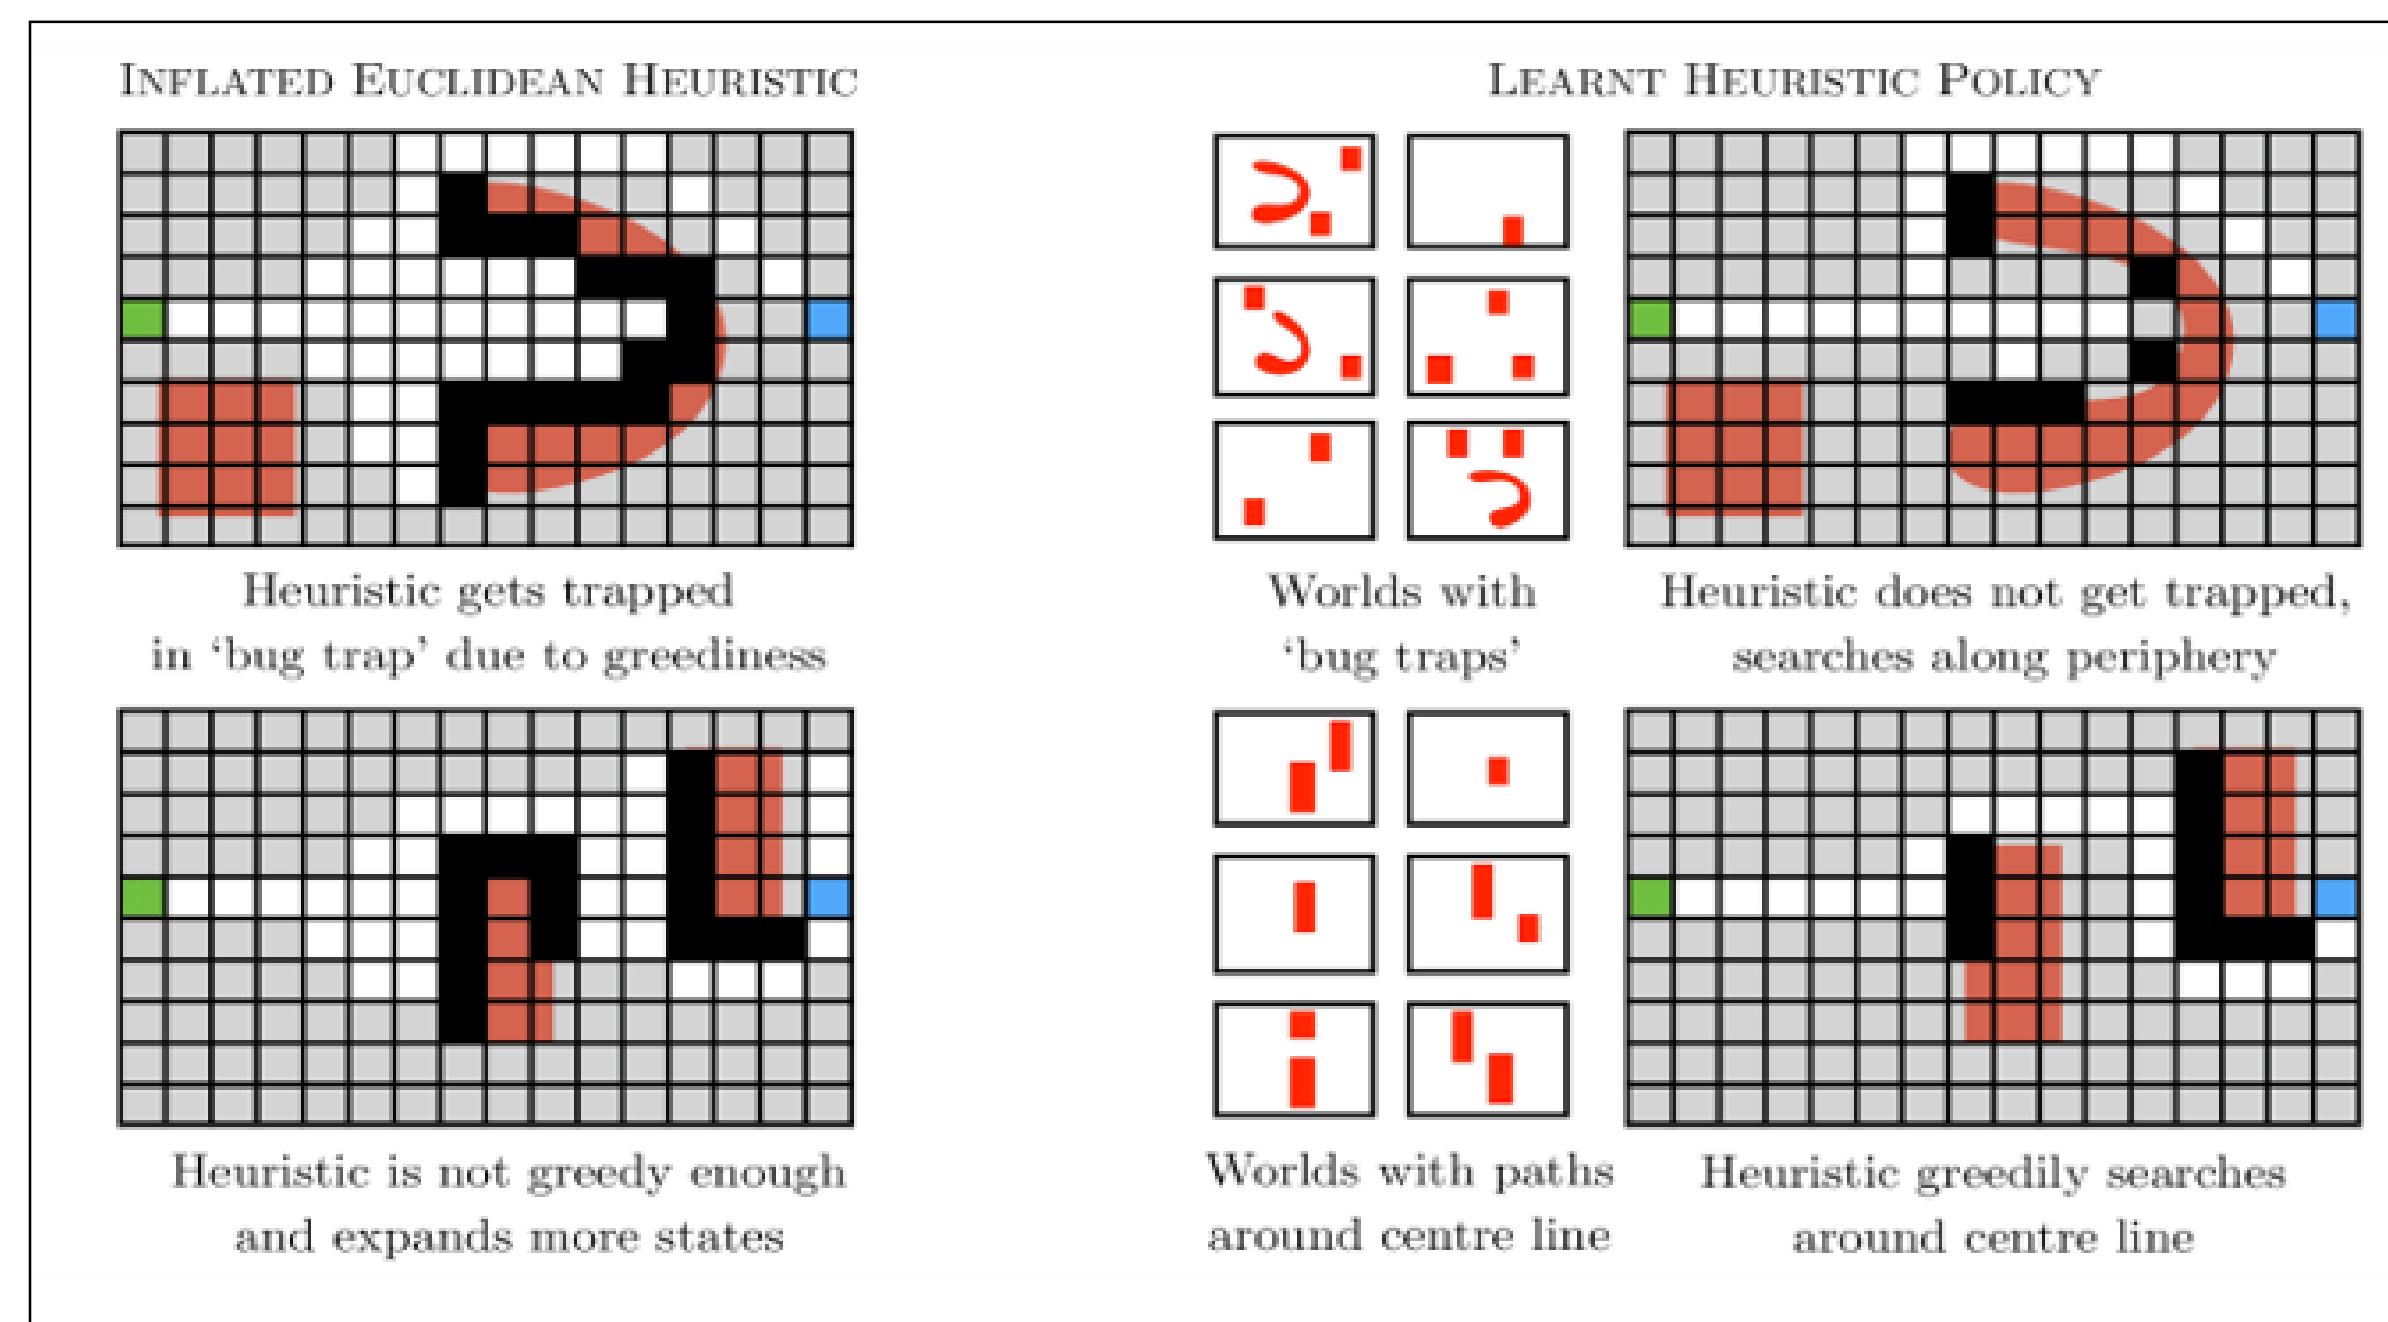 INFLATED EUCLIDEAN HEURISTIC
LEARNT HEURISTIC POLICY
Heuristic gets trapped
in ‘bug trap’ due to greediness
Worlds with
‘bug traps’
Heuristic does not get trapped,
searches along periphery
Heuristic is not greedy enough
and expands more states
Worlds with paths
around centre line
Heuristic greedily searches
around centre line